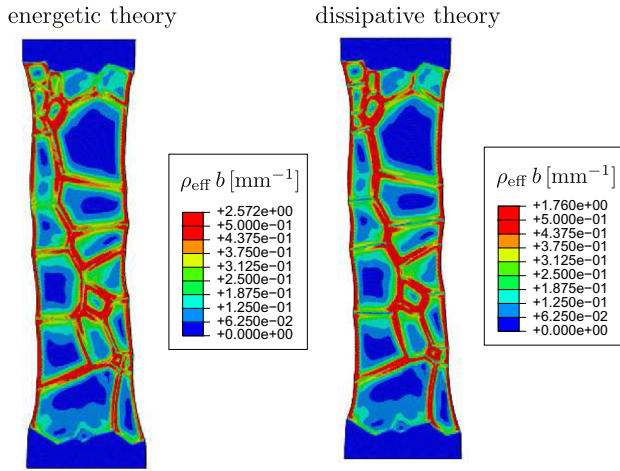 energetic theory
dissipative theory
ρeff b [mm⁻¹]
+2.572e+00
+5.000e−01
+4.375e−01
+3.750e−01
+3.125e−01
+2.500e−01
+1.875e−01
+1.250e−01
+6.250e−02
+0.000e+00
ρeff b [mm⁻¹]
+1.760e+00
+5.000e−01
+4.375e−01
+3.750e−01
+3.125e−01
+2.500e−01
+1.875e−01
+1.250e−01
+6.250e−02
+0.000e+00